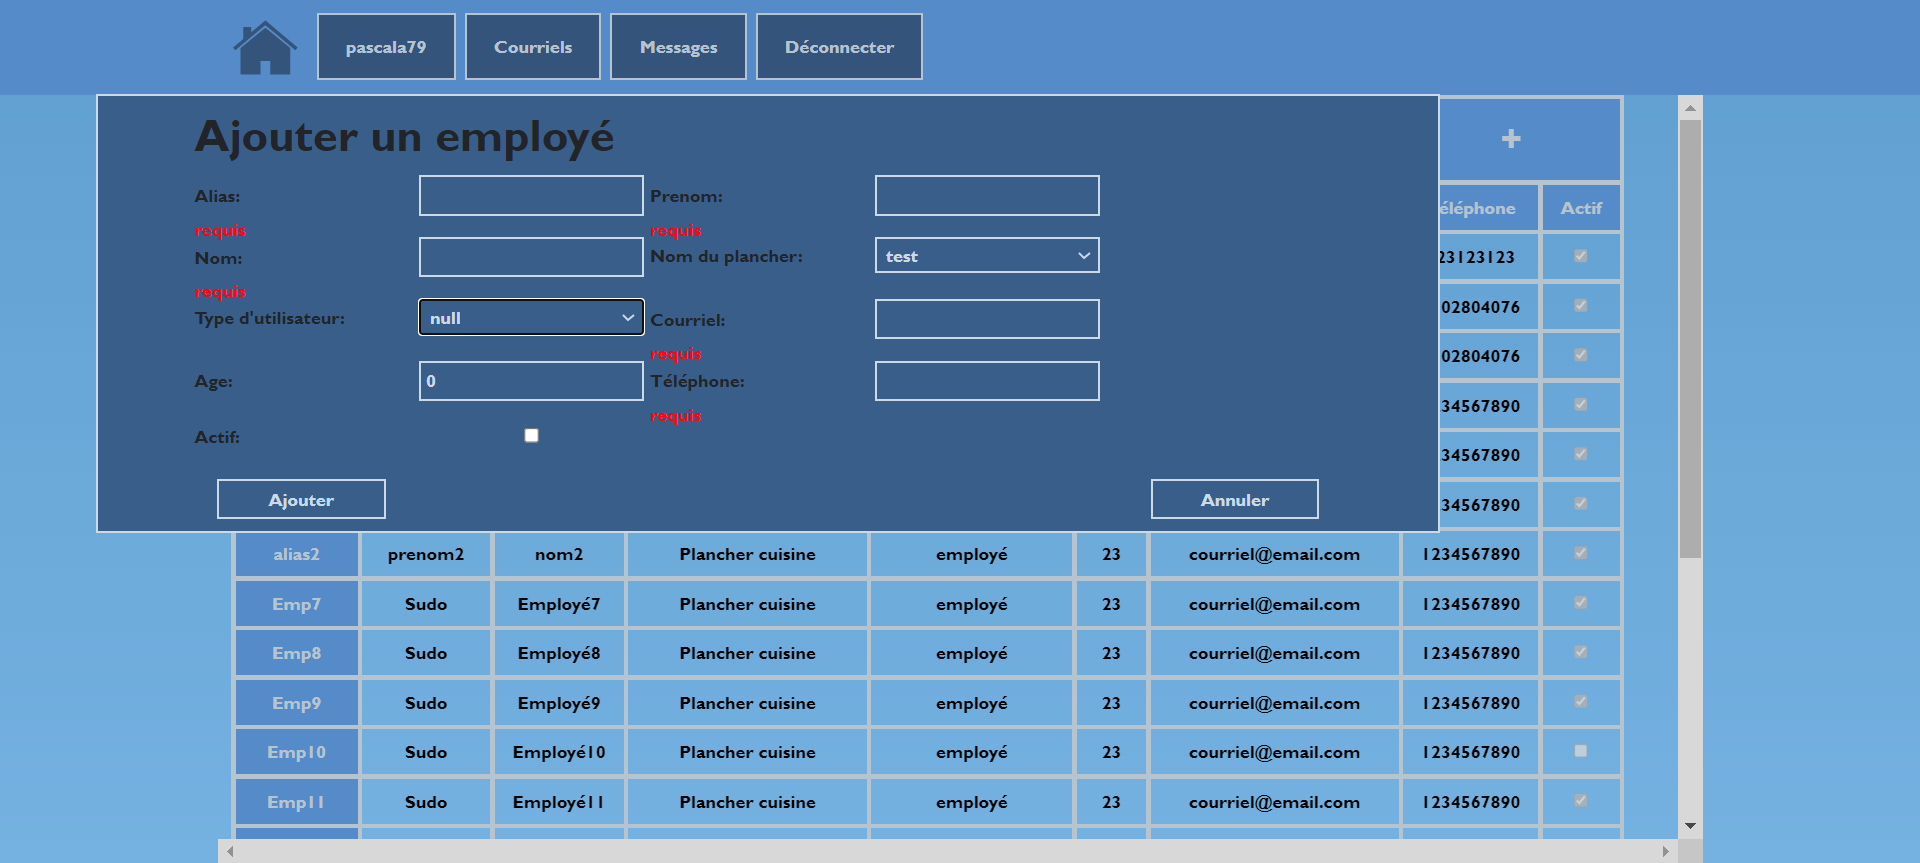 pascala79 Courriels Messages Déconnecter
Ajouter un employé
+
Alias: Prenom:
éléphone Actif
requis requis
Nom: Nom du plancher: test
23123123
requis
Type d'utilisateur: null Courriel:
02804076
requis
02804076
Age: 0 Téléphone:
34567890
requis
Actif:
34567890
Ajouter Annuler
34567890
alias2 prenom2 nom2 Plancher cuisine employé 23 courriel@email.com 1234567890
Emp7 Sudo Employé7 Plancher cuisine employé 23 courriel@email.com 1234567890
Emp8 Sudo Employé8 Plancher cuisine employé 23 courriel@email.com 1234567890
Emp9 Sudo Employé9 Plancher cuisine employé 23 courriel@email.com 1234567890
Emp10 Sudo Employé10 Plancher cuisine employé 23 courriel@email.com 1234567890
Emp11 Sudo Employé11 Plancher cuisine employé 23 courriel@email.com 1234567890